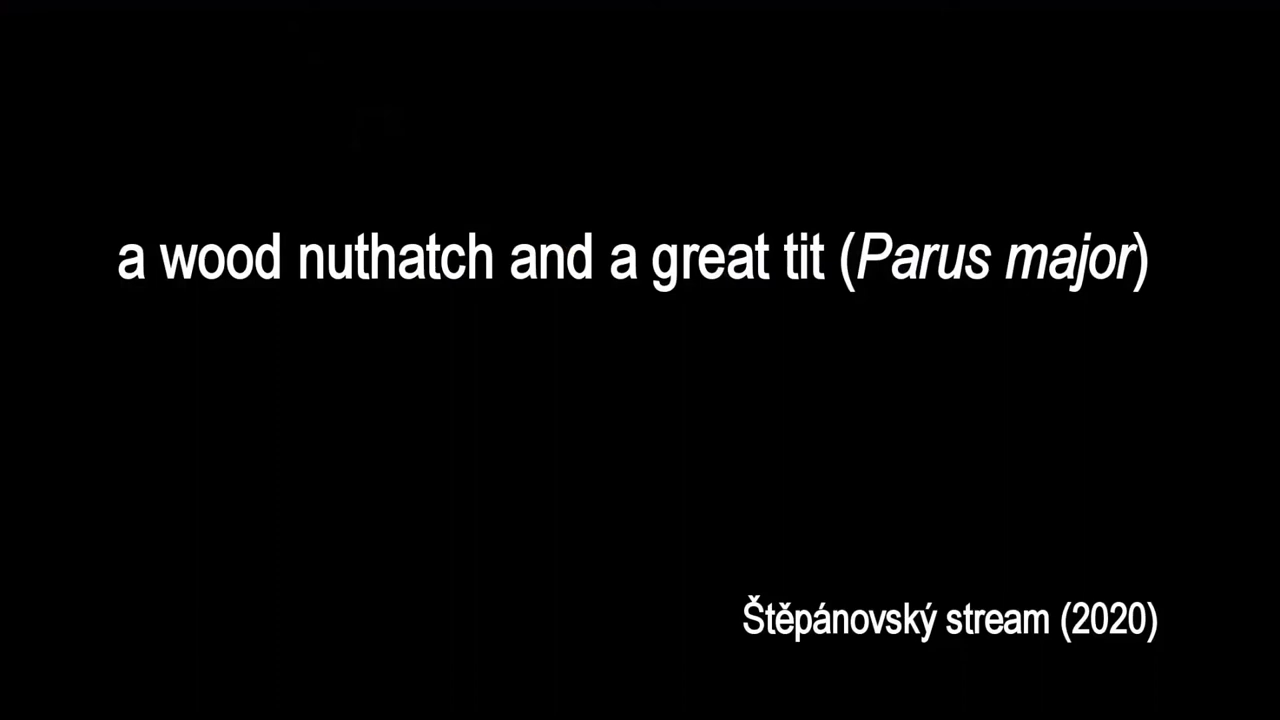 a wood nuthatch and a great tit (Parus major)
Štěpánovský stream (2020)